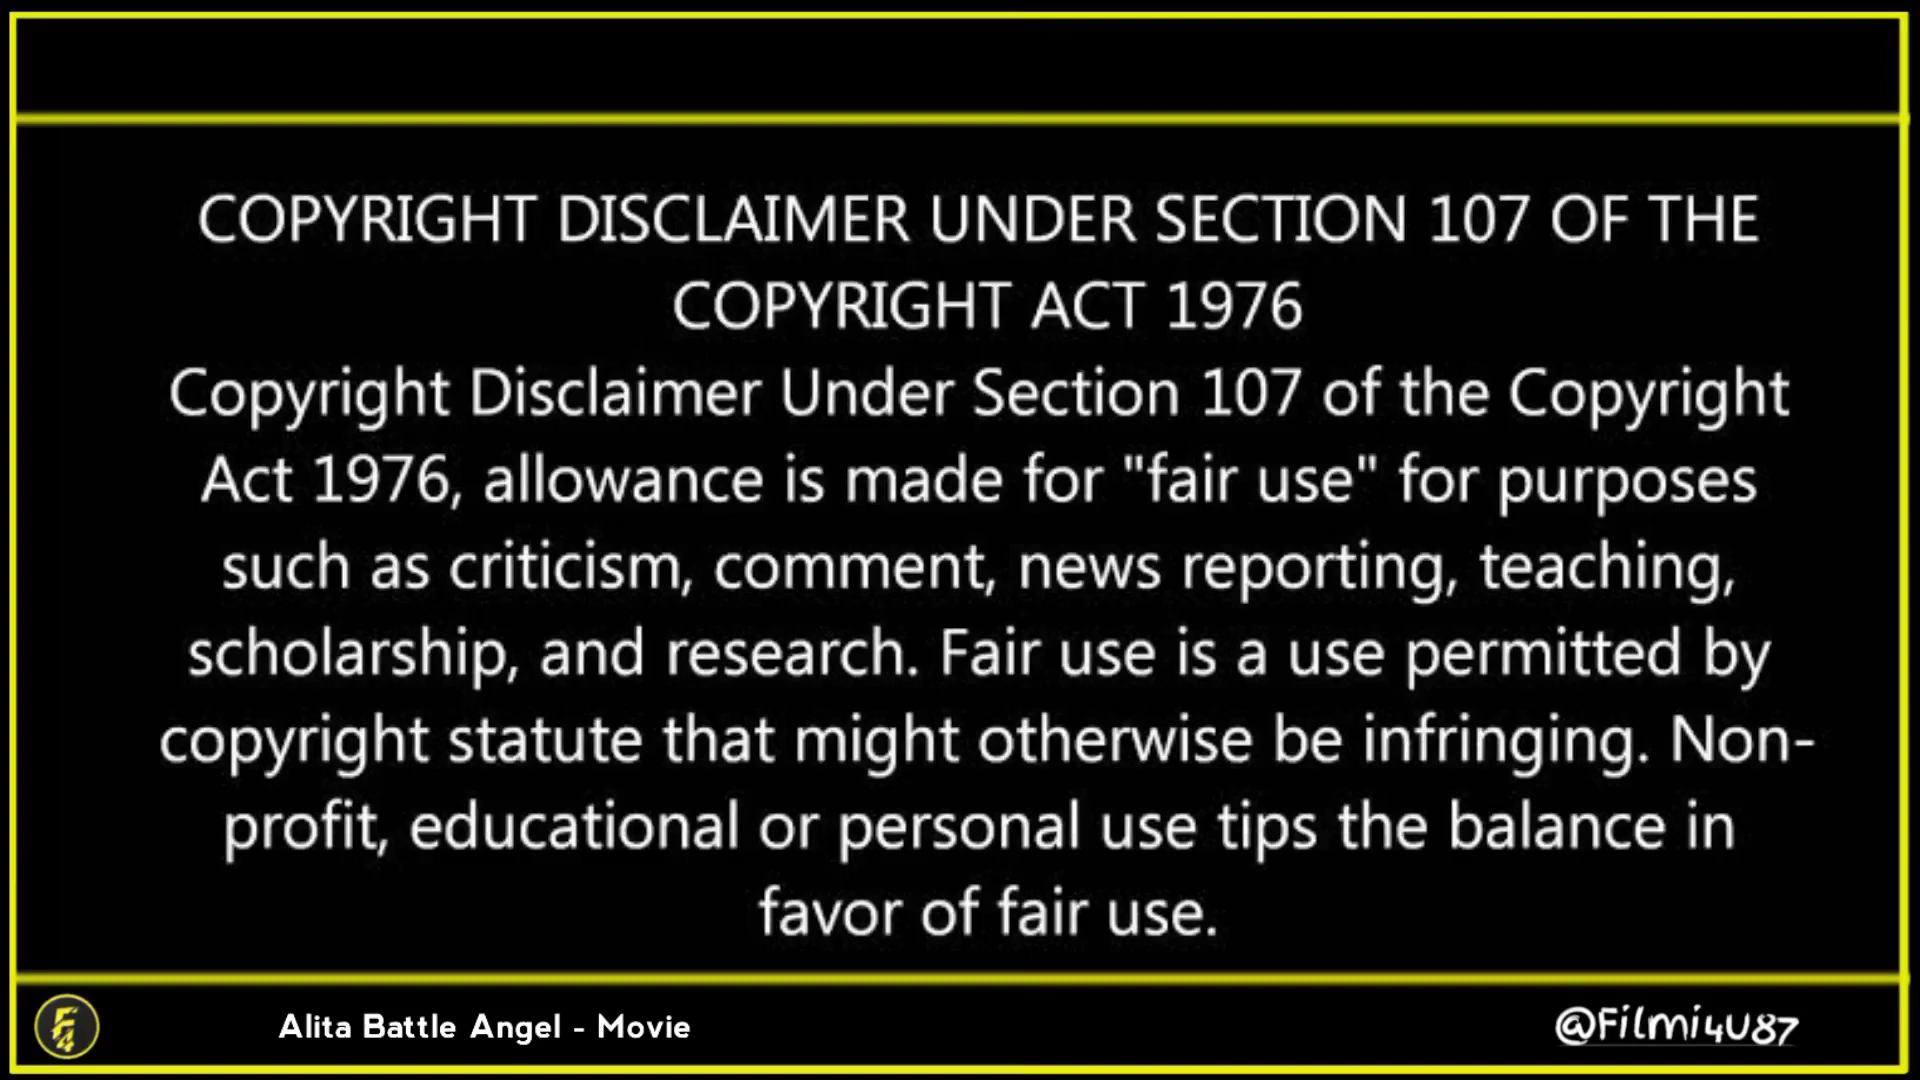 COPYRIGHT DISCLAIMER UNDER SECTION 107 OF THE
COPYRIGHT ACT 1976
Copyright Disclaimer Under Section 107 of the Copyright
Act 1976, allowance is made for "fair use" for purposes
such as criticism, comment, news reporting, teaching,
scholarship, and research. Fair use is a use permitted by
copyright statute that might otherwise be infringing. Non-
profit, educational or personal use tips the balance in
favor of fair use.
F4
Alita Battle Angel - Movie
@Filmi4U87